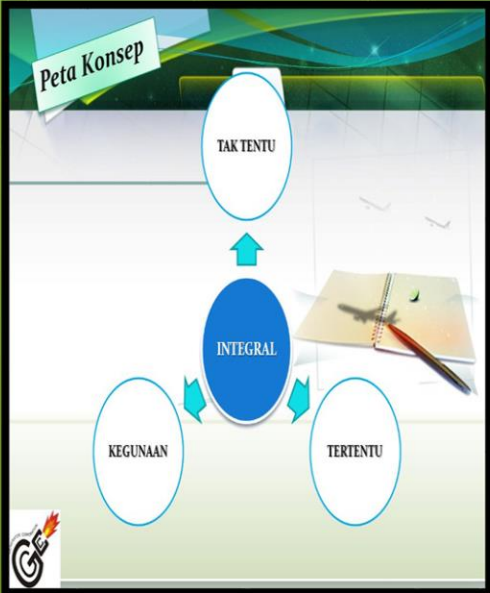 Peta Konsep
TAK TENTU
INTEGRAL
KEGUNAAN
TERTENTU